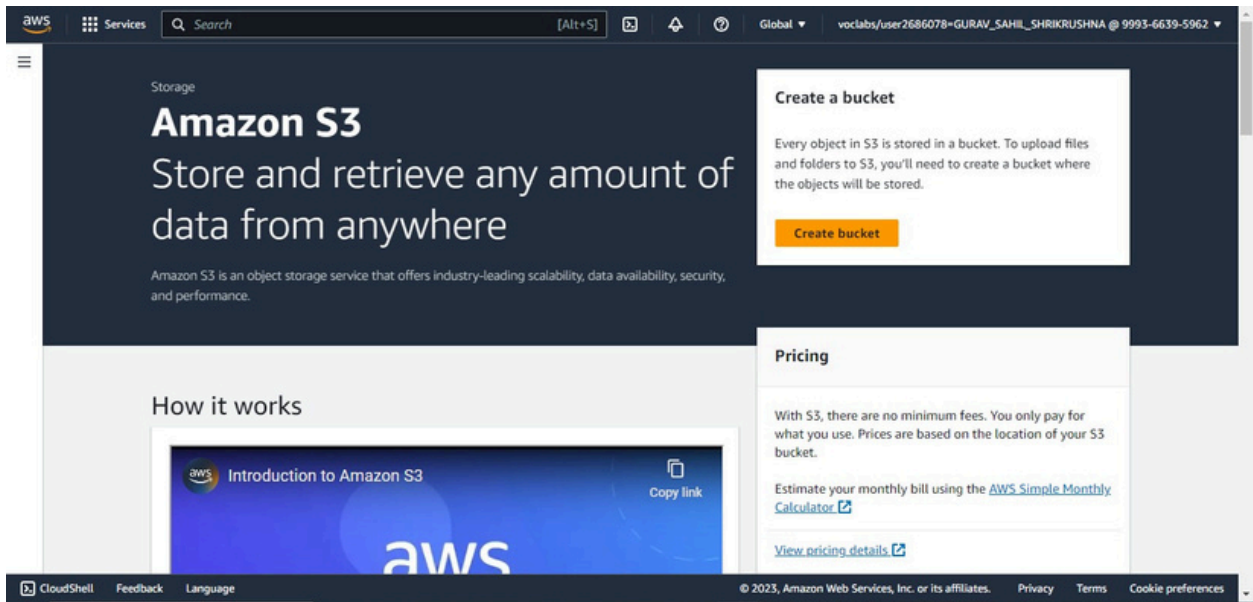 aws
Services
Search
[Alt+S]
Global
voclabs/user2686078=GURAV_SAHIL_SHRIKRUSHNA @ 9993-6639-5962
Storage
Amazon S3
Store and retrieve any amount of
data from anywhere
Amazon S3 is an object storage service that offers industry-leading scalability, data availability, security,
and performance.
Create a bucket
Every object in S3 is stored in a bucket. To upload files
and folders to S3, you'll need to create a bucket where
the objects will be stored.
Create bucket
How it works
aws
Introduction to Amazon S3
Copy link
aws
Pricing
With S3, there are no minimum fees. You only pay for
what you use. Prices are based on the location of your S3
bucket.
Estimate your monthly bill using the AWS Simple Monthly
Calculator
View pricing details
CloudShell
Feedback
Language
© 2023, Amazon Web Services, Inc. or its affiliates.
Privacy
Terms
Cookie preferences